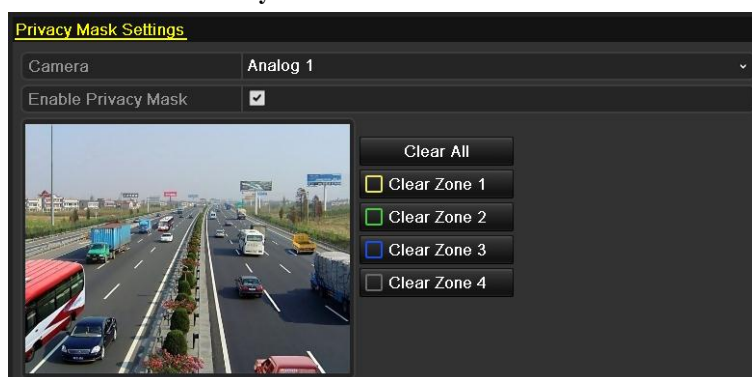 Privacy Mask Settings
Camera Analog 1
Enable Privacy Mask
Clear All
Clear Zone 1
Clear Zone 2
Clear Zone 3
Clear Zone 4